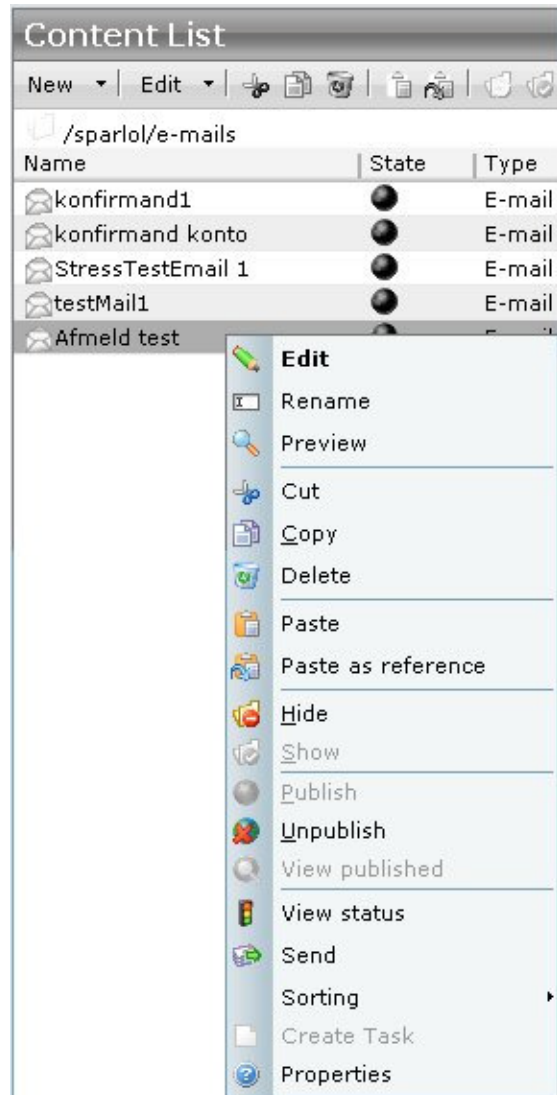 Content List
New Edit
/sparlol/e-mails
Name State Type
konfirmand1 E-mail
konfirmand konto E-mail
StressTestEmail 1 E-mail
testMail1 E-mail
Afmeld test
Edit
Rename
Preview
Cut
Copy
Delete
Paste
Paste as reference
Hide
Show
Publish
Unpublish
View published
View status
Send
Sorting
Create Task
Properties